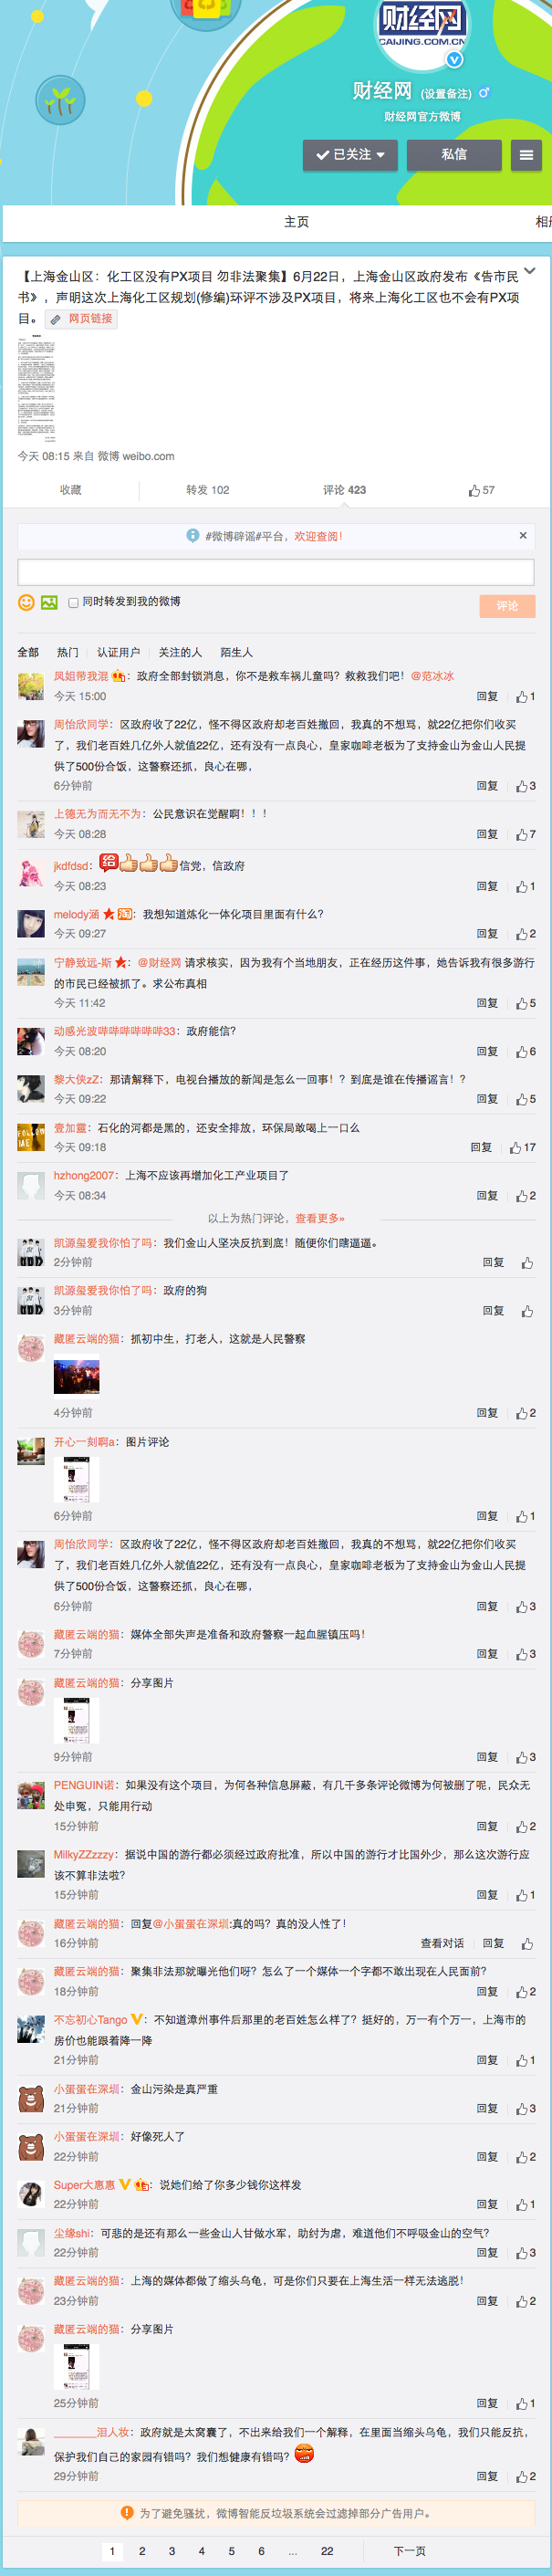 财经网
CAIJING.COM.CN
财经网 (设置备注)
财经网官方微博
已关注
私信
主页
相册
【上海金山区：化工区没有PX项目 勿非法聚集】6月22日，上海金山区政府发布《告市民
书》，声明这次上海化工区规划(修编)环评不涉及PX项目，将来上海化工区也不会有PX项
目。 网页链接
今天 08:15 来自 微博 weibo.com
收藏 转发 102 评论 423 57
#微博辟谣#平台，欢迎查阅！ ×
同时转发到我的微博 评论
全部 热门 认证用户 关注的人 陌生人
凤姐带我混：政府全部封锁消息，你不是救车祸儿童吗？救救我们吧！@范冰冰
今天 15:00 回复 1
周怡欣同学：区政府收了22亿，怪不得区政府却老百姓撤回，我真的不想骂，就22亿把你们收买
了，我们老百姓几亿外人就值22亿，还有没有一点良心，皇家咖啡老板为了支持金山为金山人民提
供了500份合饭，这警察还抓，良心在哪，
6分钟前 回复 3
上德无为而无不为：公民意识在觉醒啊！！！
今天 08:28 回复 7
jkdfdsd：给信党，信政府
今天 08:23 回复 1
melody涵 淘：我想知道炼化一体化项目里面有什么？
今天 09:27 回复 2
宁静致远-斯：@财经网 请求核实，因为我有个当地朋友，正在经历这件事，她告诉我有很多游行
的市民已经被抓了。求公布真相
今天 11:42 回复 5
动感光波哔哔哔哔哔哔33：政府能信？
今天 08:20 回复 6
黎大侠zZ：那请解释下，电视台播放的新闻是怎么一回事！？到底是谁在传播谣言！？
今天 09:22 回复 5
壹加靈：石化的河都是黑的，还安全排放，环保局敢喝上一口么
今天 09:18 回复 17
hzhong2007：上海不应该再增加化工产业项目了
今天 08:34 回复 2
以上为热门评论，查看更多»
凯源玺爱我你怕了吗：我们金山人坚决反抗到底！随便你们瞎逼逼。
2分钟前 回复
凯源玺爱我你怕了吗：政府的狗
3分钟前 回复
藏匿云端的猫：抓初中生，打老人，这就是人民警察
4分钟前 回复 2
开心一刻啊a：图片评论
6分钟前 回复 1
周怡欣同学：区政府收了22亿，怪不得区政府却老百姓撤回，我真的不想骂，就22亿把你们收买
了，我们老百姓几亿外人就值22亿，还有没有一点良心，皇家咖啡老板为了支持金山为金山人民提
供了500份合饭，这警察还抓，良心在哪，
6分钟前 回复 3
藏匿云端的猫：媒体全部失声是准备和政府警察一起血腥镇压吗！
7分钟前 回复 3
藏匿云端的猫：分享图片
9分钟前 回复 3
PENGUIN诺：如果没有这个项目，为何各种信息屏蔽，有几千多条评论微博为何被删了呢，民众无
处申冤，只能用行动
15分钟前 回复 2
MilkyZZzzzy：据说中国的游行都必须经过政府批准，所以中国的游行才比国外少，那么这次游行应
该不算非法啦？
15分钟前 回复 1
藏匿云端的猫：回复@小蛋蛋在深圳:真的吗？真的没人性了！
16分钟前 查看对话 回复
藏匿云端的猫：聚集非法那就曝光他们呀？怎么了一个媒体一个字都不敢出现在人民面前？
18分钟前 回复 2
不忘初心Tango：不知道漳州事件后那里的老百姓怎么样了？挺好的，万一有个万一，上海市的
房价也能跟着降一降
21分钟前 回复 1
小蛋蛋在深圳：金山污染是真严重
21分钟前 回复 3
小蛋蛋在深圳：好像死人了
22分钟前 回复 2
Super大惠惠：说她们给了你多少钱你这样发
22分钟前 回复 1
尘缘shi：可悲的是还有那么一些金山人甘做水军，助纣为虐，难道他们不呼吸金山的空气？
22分钟前 回复 3
藏匿云端的猫：上海的媒体都做了缩头乌龟，可是你们只要在上海生活一样无法逃脱！
23分钟前 回复 2
藏匿云端的猫：分享图片
25分钟前 回复 1
_______泪人妆：政府就是太窝囊了，不出来给我们一个解释，在里面当缩头乌龟，我们只能反抗，
保护我们自己的家园有错吗？我们想健康有错吗？
29分钟前 回复 2
为了避免骚扰，微博智能反垃圾系统会过滤掉部分广告用户。
1 2 3 4 5 6 ... 22 下一页